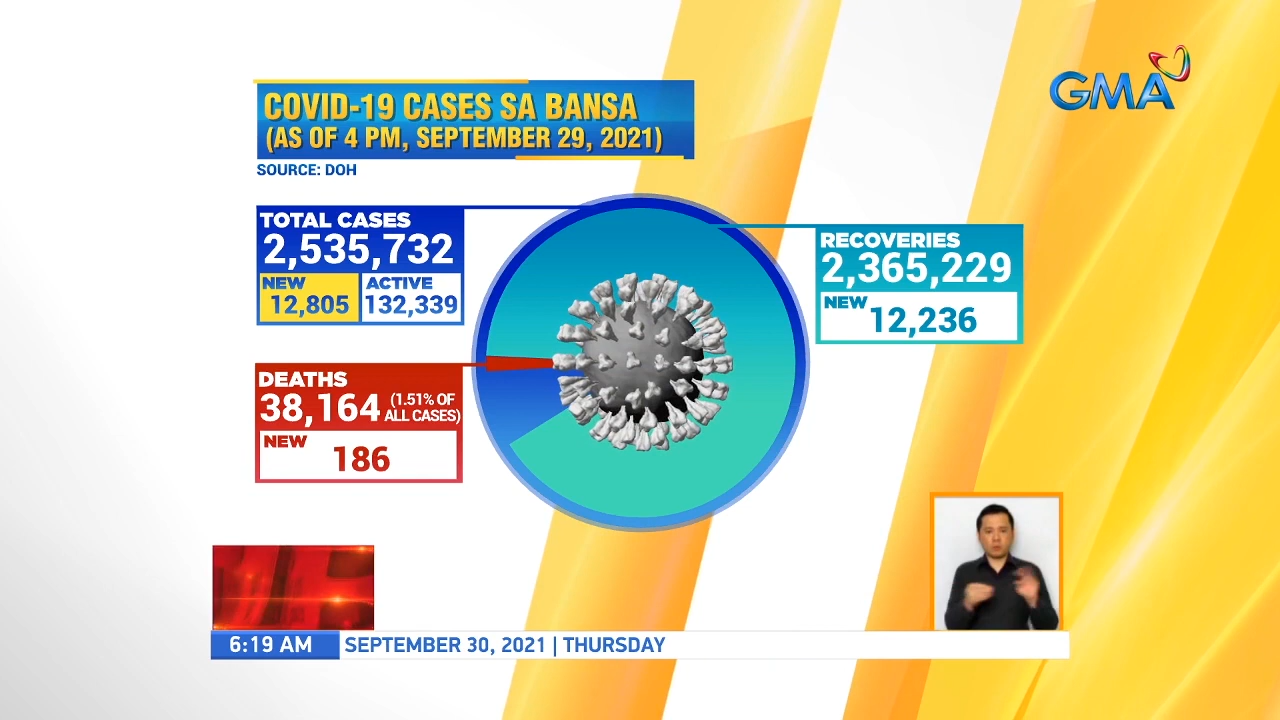 GMA
COVID-19 CASES SA BANSA
(AS OF 4 PM, SEPTEMBER 29, 2021)
SOURCE: DOH
TOTAL CASES
2,535,732
NEW
12,805
ACTIVE
132,339
RECOVERIES
2,365,229
NEW
12,236
DEATHS
38,164 (1.51% OF
ALL CASES)
NEW
186
6:19 AM SEPTEMBER 30, 2021 | THURSDAY